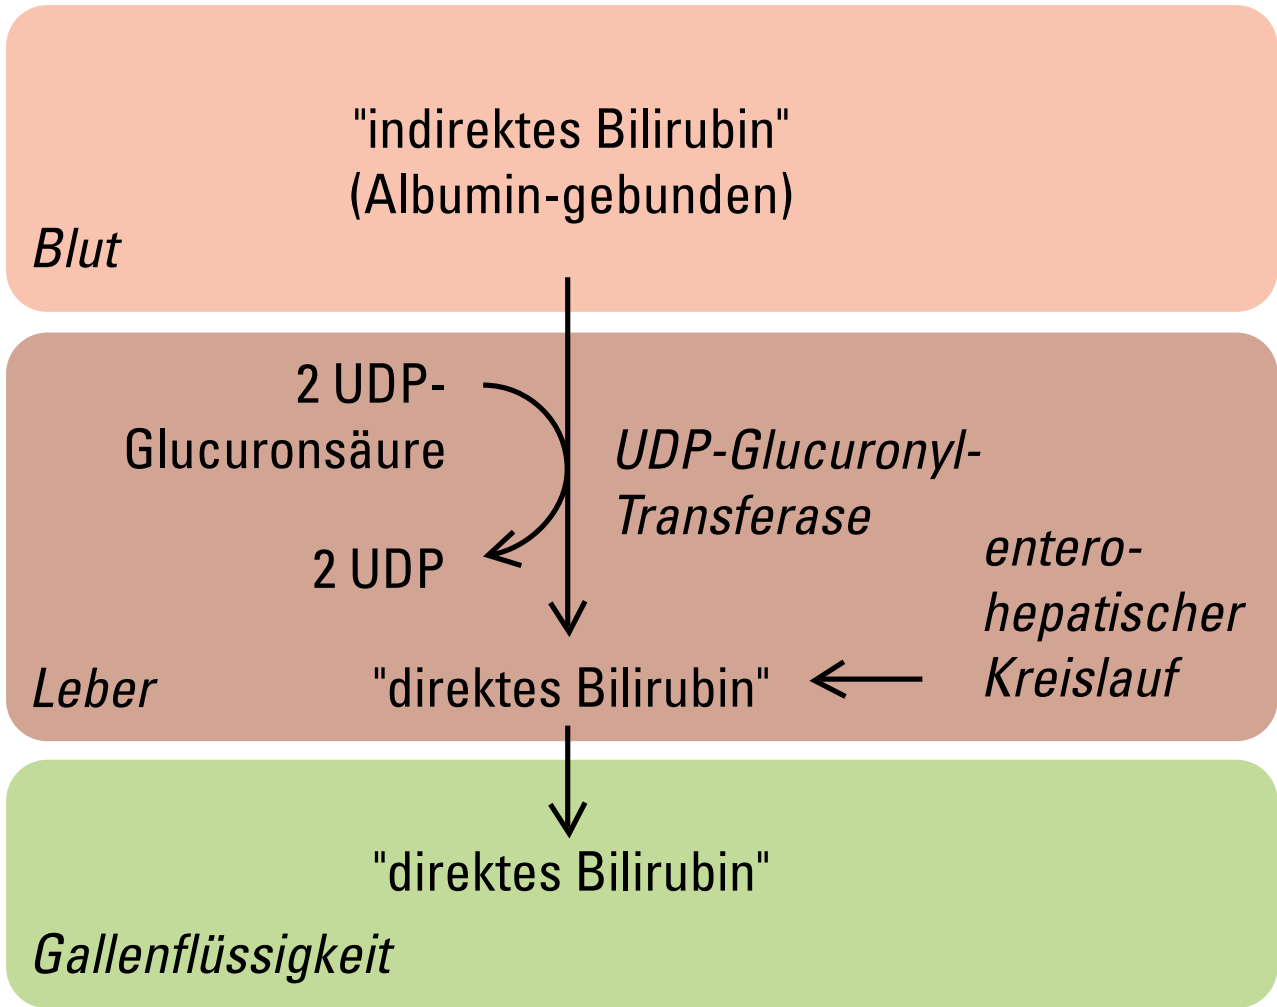 "indirektes Bilirubin"
(Albumin-gebunden)
Blut
2 UDP-
Glucuronsäure
UDP-Glucuronyl-
Transferase
2 UDP
entero-
hepatischer
Kreislauf
Leber
"direktes Bilirubin"
"direktes Bilirubin"
Gallenflüssigkeit